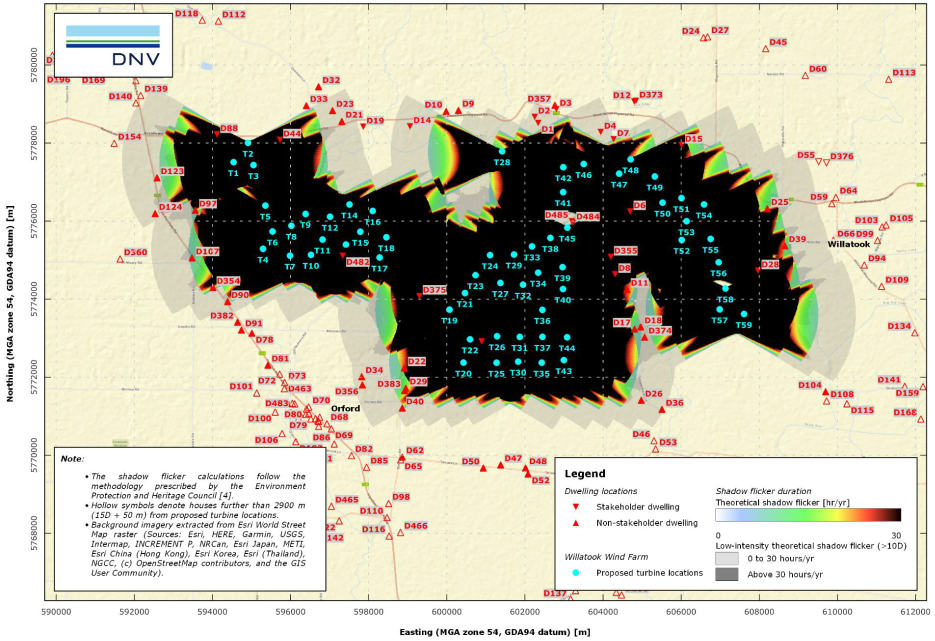 D118
D112
D24
D27
D45
D60
D113
DNV
D196
D169
D139
D140
D32
D33
D23
D21
D19
D14
D10
D9
D357
D3
D2
D1
D12
D373
D4
D7
D15
D55
D376
D154
D88
D44
T2
T1
T3
T28
T42
T46
T48
T47
T49
D123
D124
D97
T5
T9
T14
T16
T12
T8
T6
T11
T15
T18
T4
T7
T10
D482
T17
T41
D485
D484
T45
D6
T50
T51
T54
T53
T52
T55
T56
D25
D59
D64
D103
D105
D66
D99
Willatook
D39
D94
D28
D109
D360
D107
D354
D90
D382
D91
D78
D375
T38
T33
T29
T24
T39
T34
T23
T27
T32
T40
T21
T19
T36
D355
D8
D11
D17
D18
D374
T58
T57
T59
D134
T22
T26
T31
T37
T44
T20
T25
T30
T35
T43
D22
D29
D34
D383
D356
D40
D81
D73
D72
D463
D101
D483
D70
D80
D68
D100
D79
D86
D69
D106
Orford
D26
D36
D46
D53
D104
D108
D115
D141
D159
D168
D82
D85
D62
D65
D50
D47
D48
D52
D98
D465
D110
D116
D466
D137
Note:
• The shadow flicker calculations follow the
methodology prescribed by the Environment
Protection and Heritage Council [4].
• Hollow symbols denote houses further than 2900 m
(15D + 50 m) from proposed turbine locations.
• Background imagery extracted from Esri World Street
Map raster (Sources: Esri, HERE, Garmin, USGS,
Intermap, INCREMENT P, NRCan, Esri Japan, METI,
Esri China (Hong Kong), Esri Korea, Esri (Thailand),
NGCC, (c) OpenStreetMap contributors, and the GIS
User Community).
Legend
Dwelling locations
Stakeholder dwelling
Non-stakeholder dwelling
Willatook Wind Farm
Proposed turbine locations
Shadow flicker duration
Theoretical shadow flicker [hr/yr]
0 30
Low-intensity theoretical shadow flicker (>10D)
0 to 30 hours/yr
Above 30 hours/yr
5780000
5778000
5776000
5774000
5772000
5770000
5768000
Northing (MGA zone 54, GDA94 datum) [m]
590000 592000 594000 596000 598000 600000 602000 604000 606000 608000 610000 612000
Easting (MGA zone 54, GDA94 datum) [m]